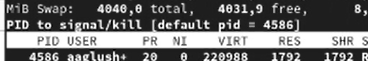 MiB Swap: 4040,0 total, 4031,9 free, 8,
PID to signal/kill [default pid = 4586]
PID USER PR NI VIRT RES SHR S
4586 aaglush+ 20 0 220988 1792 1792 R